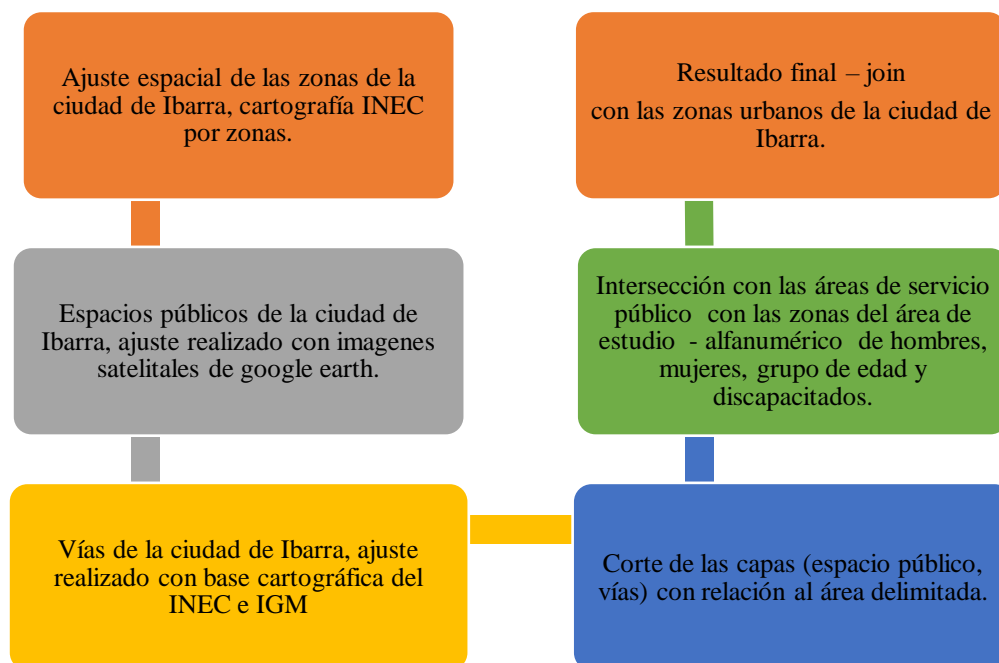 Ajuste espacial de las zonas de la
ciudad de Ibarra, cartografía INEC
por zonas.
Espacios públicos de la ciudad de
Ibarra, ajuste realizado con imagenes
satelitales de google earth.
Vías de la ciudad de Ibarra, ajuste
realizado con base cartográfica del
INEC e IGM
Corte de las capas (espacio público,
vías) con relación al área delimitada.
Intersección con las áreas de servicio
público con las zonas del área de
estudio - alfanumérico de hombres,
mujeres, grupo de edad y
discapacitados.
Resultado final – join
con las zonas urbanos de la ciudad de
Ibarra.